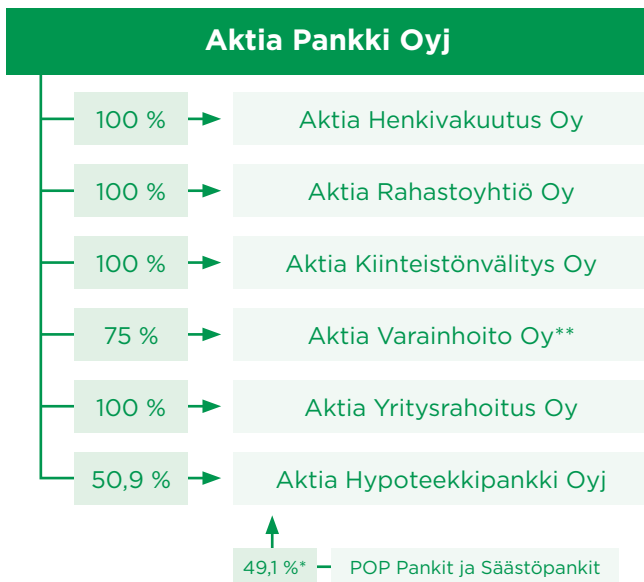 Aktia Pankki Oyj
100 % Aktia Henkivakuutus Oy
100 % Aktia Rahastoyhtiö Oy
100 % Aktia Kiinteistönvälitys Oy
75 % Aktia Varainhoito Oy**
100 % Aktia Yritysrahoitus Oy
50,9 % Aktia Hypoteekkipankki Oyj
49,1 %* POP Pankit ja Säästöpankit